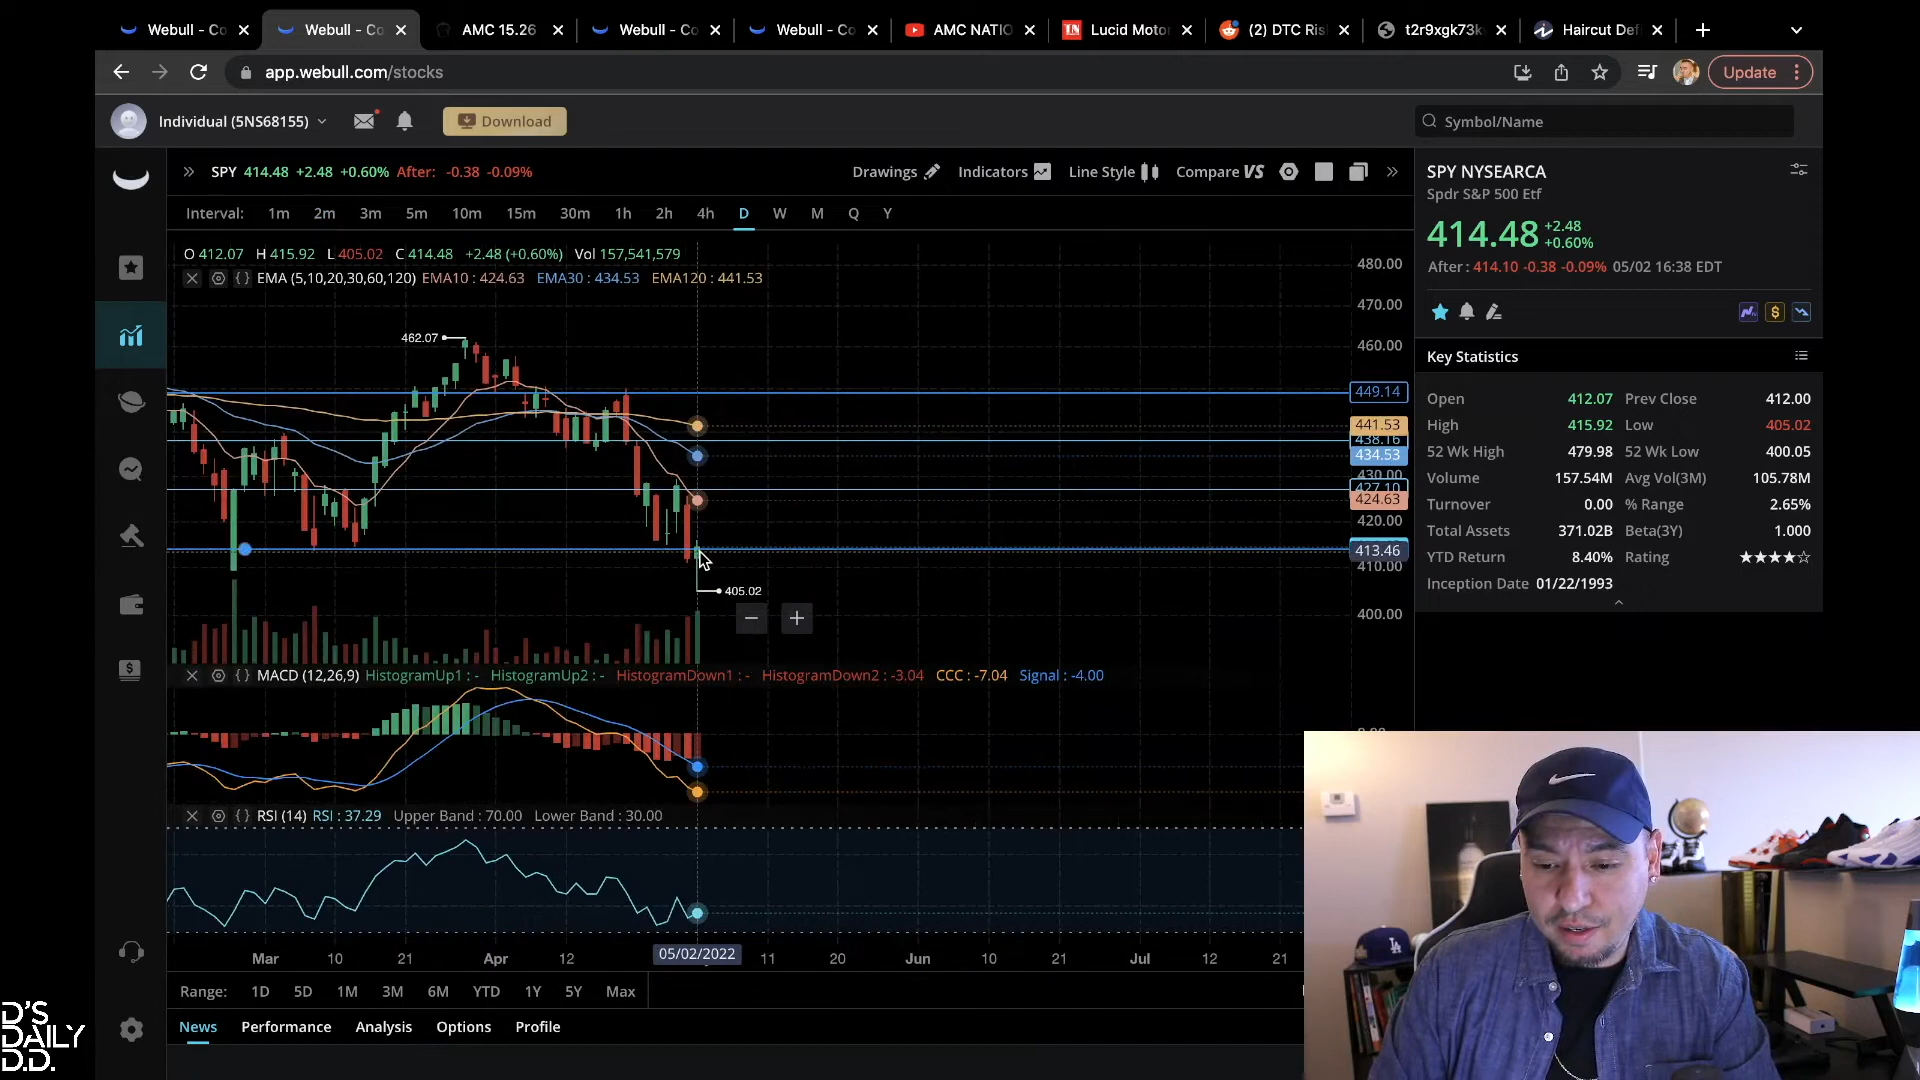 Webull - Co
Webull - Co
AMC 15.26
Webull - Co
Webull - Co
AMC NATIO
Lucid Motor
(2) DTC Ris
t2r9xgk73k
Haircut Def
app.webull.com/stocks
Update
Individual (5NS68155)
Download
Symbol/Name
SPY 414.48 +2.48 +0.60% After: -0.38 -0.09%
Drawings
Indicators
Line Style
Compare VS
Interval: 1m 2m 3m 5m 10m 15m 30m 1h 2h 4h D W M Q Y
O 412.07 H 415.92 L 405.02 C 414.48 +2.48 (+0.60%) Vol 157,541,579
EMA (5,10,20,30,60,120) EMA10 : 424.63 EMA30 : 434.53 EMA120 : 441.53
480.00
470.00
460.00
449.14
441.53
438.16
434.53
430.00
427.10
424.63
420.00
413.46
410.00
400.00
462.07
405.02
MACD (12,26,9) HistogramUp1 : - HistogramUp2 : - HistogramDown1 : - HistogramDown2 : -3.04 CCC : -7.04 Signal : -4.00
RSI (14) RSI : 37.29 Upper Band : 70.00 Lower Band : 30.00
Mar 10 21 Apr 12 05/02/2022 11 20 Jun 10 21 Jul 12 21
Range: 1D 5D 1M 3M 6M YTD 1Y 5Y Max
News Performance Analysis Options Profile
SPY NYSEARCA
Spdr S&P 500 Etf
414.48 +2.48
+0.60%
After : 414.10 -0.38 -0.09% 05/02 16:38 EDT
Key Statistics
Open 412.07 Prev Close 412.00
High 415.92 Low 405.02
52 Wk High 479.98 52 Wk Low 400.05
Volume 157.54M Avg Vol(3M) 105.78M
Turnover 0.00 % Range 2.65%
Total Assets 371.02B Beta(3Y) 1.000
YTD Return 8.40% Rating
Inception Date 01/22/1993
D'S
DAILY
D.D.